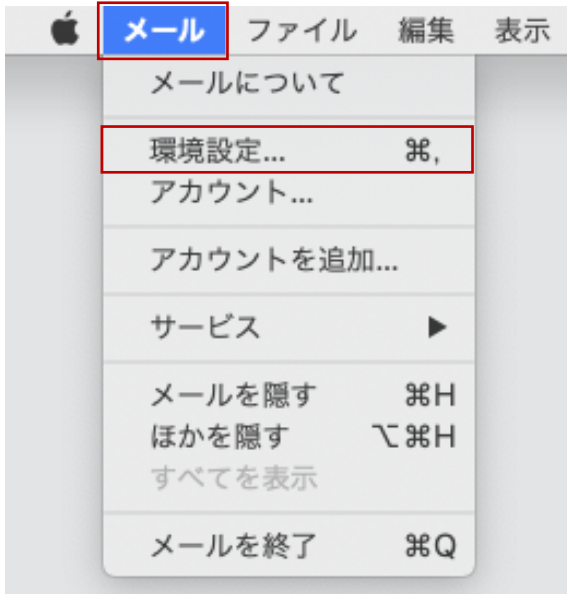 メール ファイル 編集 表示
メールについて
環境設定... ⌘,
アカウント...
アカウントを追加...
サービス ▶
メールを隠す ⌘H
ほかを隠す ⌥⌘H
すべてを表示
メールを終了 ⌘Q